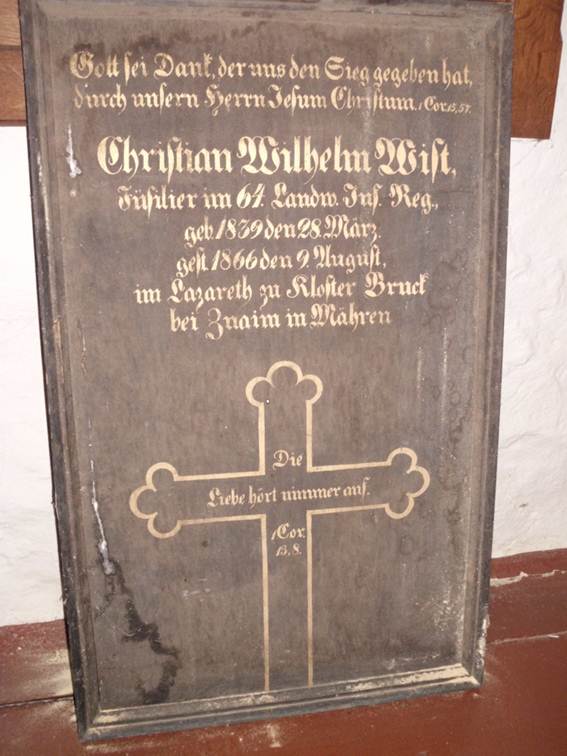 Gott sei Dank, der uns den Sieg gegeben hat,
durch unsern Herrn Jesum Christum. 1 Cor. 15, 57.
Christian Wilhelm Wist,
Füsilier im 64. Landw. Inf. Reg.,
geb. 1839 den 28. März.
gest. 1866 den 9. August,
im Lazareth zu Kloster Bruck
bei Znaim in Mähren
Die
Liebe hört nimmer auf.
1 Cor.
13, 8.